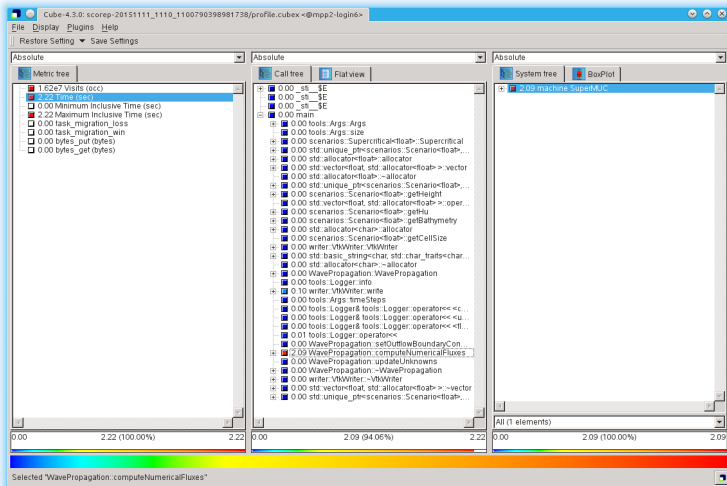 Cube-4.3.0: scorep-20151111_1110_1100790398981738/profile.cubex <@mpp2-login6>
File Display Plugins Help
Restore Setting Save Settings
Absolute
Metric tree
1.62e7 Visits (occ)
2.22 Time (sec)
0.00 Minimum Inclusive Time (sec)
2.22 Maximum Inclusive Time (sec)
0.00 task_migration_loss
0.00 task_migration_win
0.00 bytes_put (bytes)
0.00 bytes_get (bytes)
0.00 2.22 (100.00%) 2.22
Absolute
Call tree Flat view
0.00 _sti__$E
0.00 _sti__$E
0.00 _sti__$E
0.00 main
0.00 tools::Args::Args
0.00 tools::Args::size
0.00 scenarios::Supercritical<float>::Supercritical
0.00 std::unique_ptr<scenarios::Scenario<float>,...
0.00 std::allocator<float>::allocator
0.00 std::vector<float, std::allocator<float> >::vector
0.00 std::allocator<float>::~allocator
0.00 std::unique_ptr<scenarios::Scenario<float>,...
0.00 scenarios::Scenario<float>::getHeight
0.00 std::vector<float, std::allocator<float> >::oper...
0.00 scenarios::Scenario<float>::getHu
0.00 scenarios::Scenario<float>::getBathymetry
0.00 std::allocator<char>::allocator
0.00 scenarios::Scenario<float>::getCellSize
0.00 writer::VtkWriter::VtkWriter
0.00 std::basic_string<char, std::char_traits<char...
0.00 std::allocator<char>::~allocator
0.00 WavePropagation::WavePropagation
0.00 tools::Logger::info
0.10 writer::VtkWriter::write
0.00 tools::Args::timeSteps
0.00 tools::Logger& tools::Logger::operator<< <c...
0.00 tools::Logger& tools::Logger::operator<< <u...
0.00 tools::Logger& tools::Logger::operator<< <fl...
0.01 tools::Logger::operator<<
0.00 WavePropagation::setOutflowBoundaryCon...
2.09 WavePropagation::computeNumericalFluxes
0.00 WavePropagation::updateUnknowns
0.00 WavePropagation::~WavePropagation
0.00 writer::VtkWriter::~VtkWriter
0.00 std::vector<float, std::allocator<float> >::~vector
0.00 std::unique_ptr<scenarios::Scenario<float>,...
0.00 2.09 (94.06%) 2.22
Absolute
System tree BoxPlot
2.09 machine SuperMUC
All (1 elements)
0.00 2.09 (100.00%) 2.09
Selected "WavePropagation::computeNumericalFluxes"